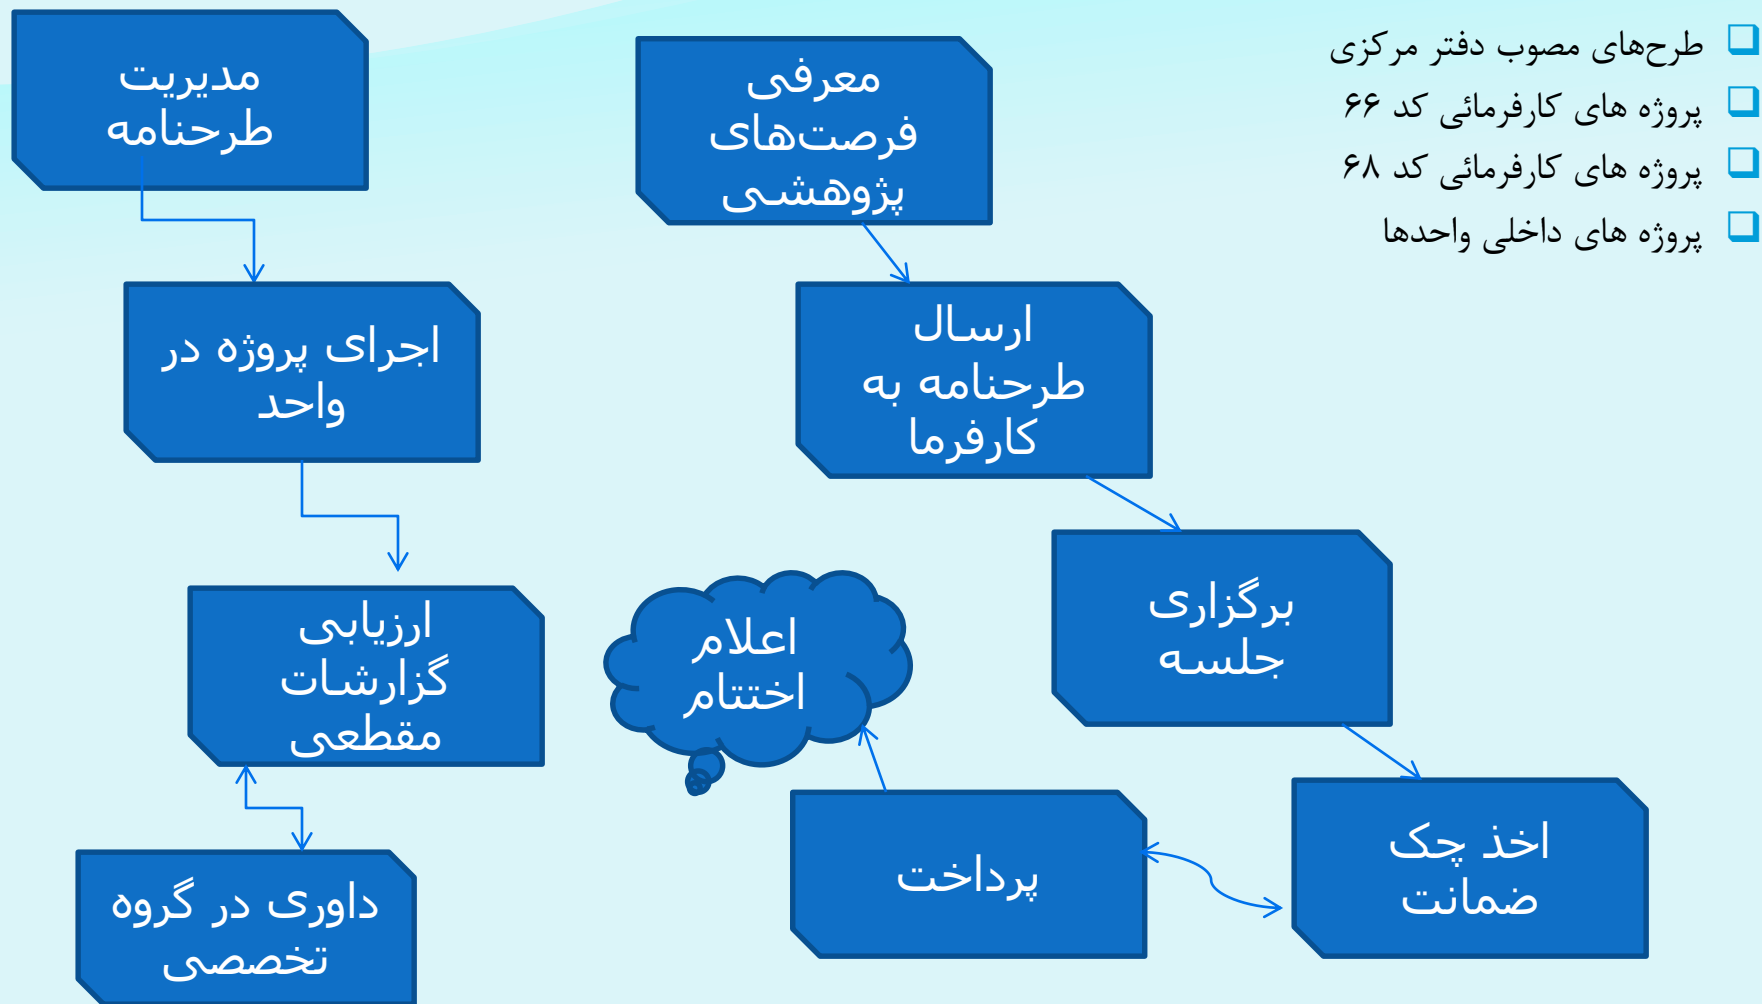 طرح‌های مصوب دفتر مرکزی
پروژه های کارفرمائی کد ۶۶
پروژه های کارفرمائی کد ۶۸
پروژه های داخلی واحدها
معرفی
فرصت‌های
پژوهشی
ارسال
طرحنامه به
کارفرما
برگزاری
جلسه
اخذ چک
ضمانت
پرداخت
اعلام
اختتام
مدیریت
طرحنامه
اجرای پروژه در
واحد
ارزیابی
گزارشات
مقطعی
داوری در گروه
تخصصی